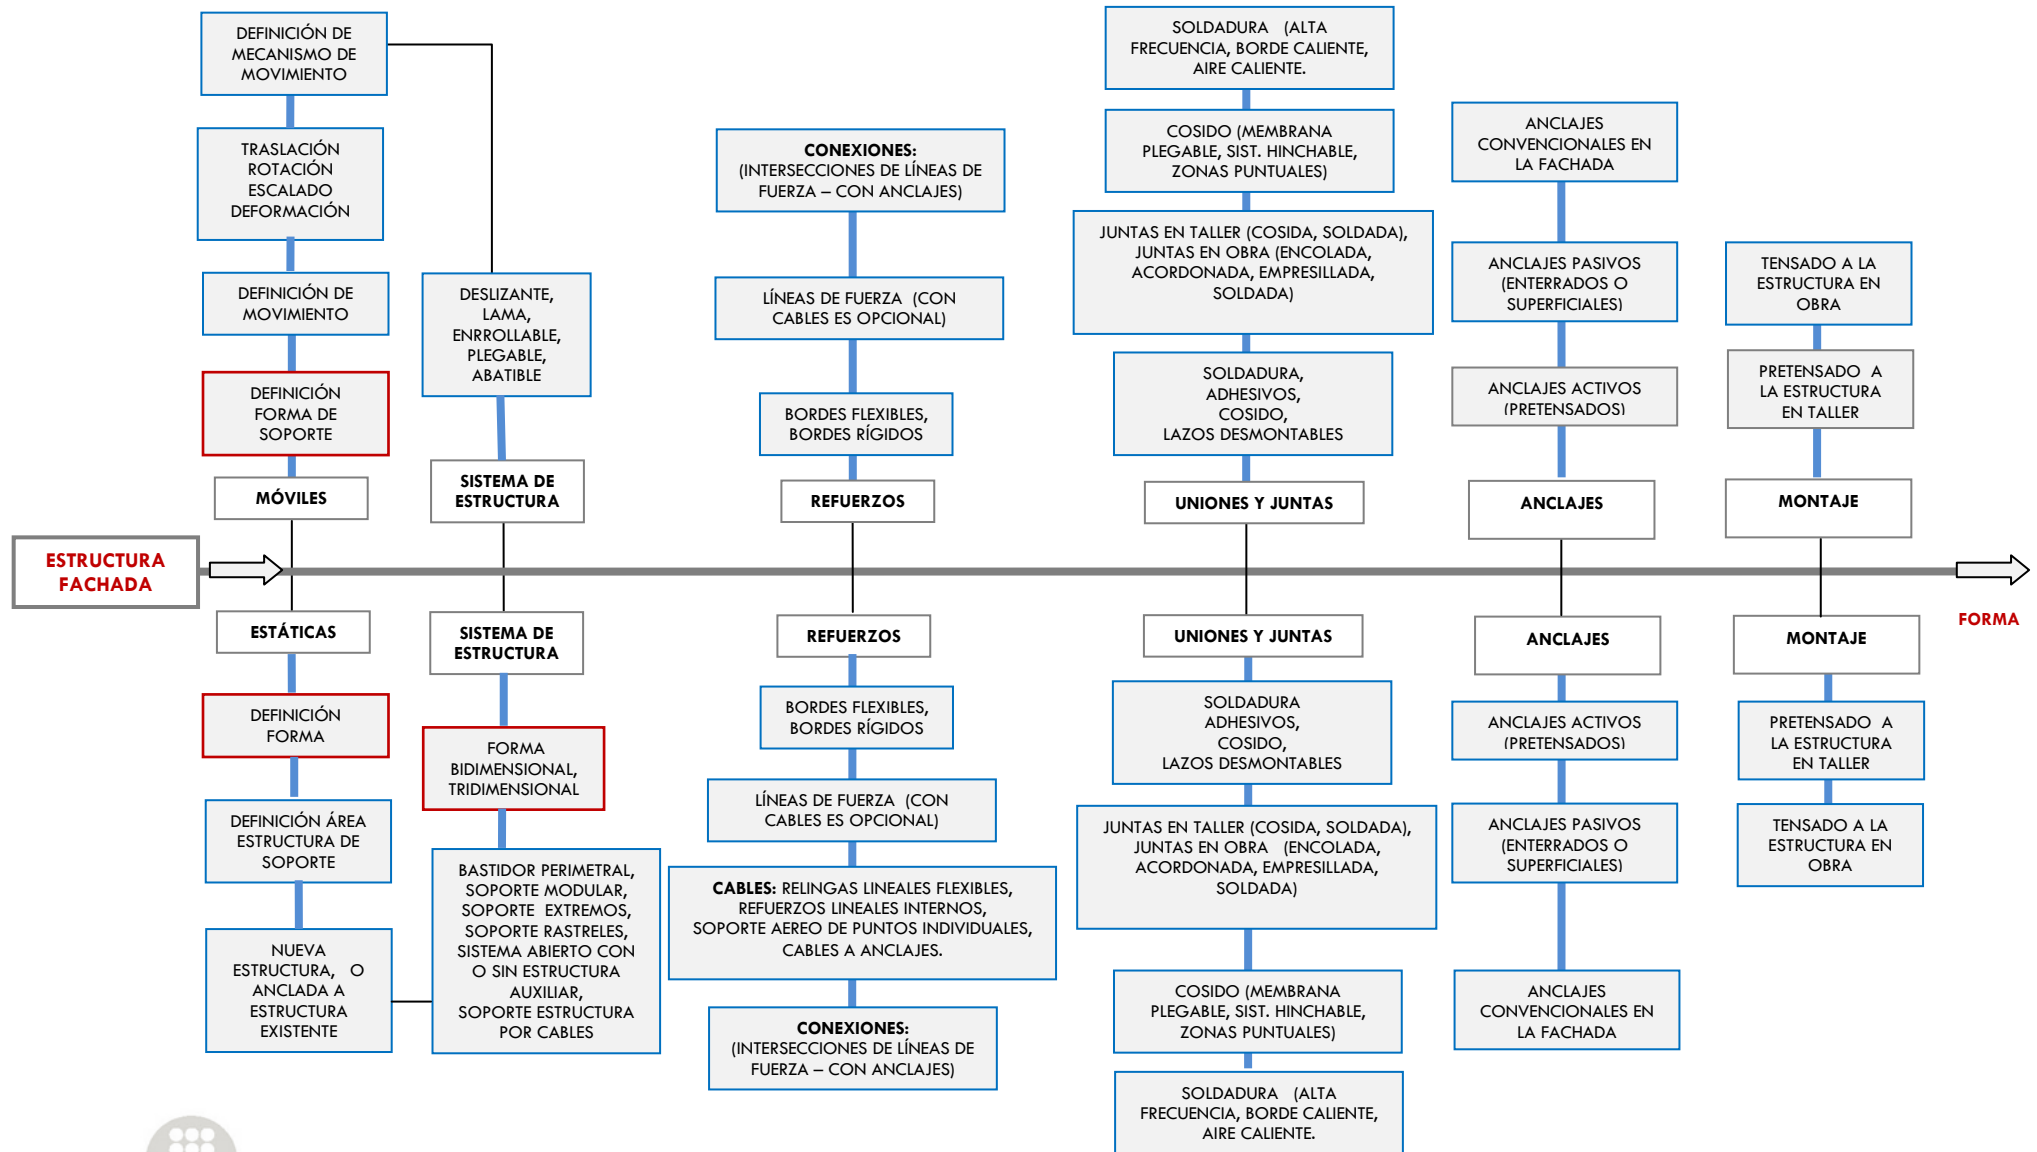 DEFINICIÓN DE
MECANISMO DE
MOVIMIENTO
TRASLACIÓN
ROTACIÓN
ESCALADO
DEFORMACIÓN
DEFINICIÓN DE
MOVIMIENTO
DEFINICIÓN
FORMA DE
SOPORTE
MÓVILES
DESLIZANTE,
LAMA,
ENRROLLABLE,
PLEGABLE,
ABATIBLE
SISTEMA DE
ESTRUCTURA
CONEXIONES:
(INTERSECCIONES DE LÍNEAS DE
FUERZA – CON ANCLAJES)
LÍNEAS DE FUERZA (CON
CABLES ES OPCIONAL)
BORDES FLEXIBLES,
BORDES RÍGIDOS
REFUERZOS
SOLDADURA (ALTA
FRECUENCIA, BORDE CALIENTE,
AIRE CALIENTE.
COSIDO (MEMBRANA
PLEGABLE, SIST. HINCHABLE,
ZONAS PUNTUALES)
JUNTAS EN TALLER (COSIDA, SOLDADA),
JUNTAS EN OBRA (ENCOLADA,
ACORDONADA, EMPRESILLADA,
SOLDADA)
SOLDADURA,
ADHESIVOS,
COSIDO,
LAZOS DESMONTABLES
UNIONES Y JUNTAS
ANCLAJES
CONVENCIONALES EN
LA FACHADA
ANCLAJES PASIVOS
(ENTERRADOS O
SUPERFICIALES)
ANCLAJES ACTIVOS
(PRETENSADOS)
ANCLAJES
TENSADO A LA
ESTRUCTURA EN
OBRA
PRETENSADO A
LA ESTRUCTURA
EN TALLER
MONTAJE
ESTRUCTURA
FACHADA
FORMA
ESTÁTICAS
DEFINICIÓN
FORMA
DEFINICIÓN ÁREA
ESTRUCTURA DE
SOPORTE
NUEVA
ESTRUCTURA, O
ANCLADA A
ESTRUCTURA
EXISTENTE
SISTEMA DE
ESTRUCTURA
FORMA
BIDIMENSIONAL,
TRIDIMENSIONAL
BASTIDOR PERIMETRAL,
SOPORTE MODULAR,
SOPORTE EXTREMOS,
SOPORTE RASTRELES,
SISTEMA ABIERTO CON
O SIN ESTRUCTURA
AUXILIAR,
SOPORTE ESTRUCTURA
POR CABLES
REFUERZOS
BORDES FLEXIBLES,
BORDES RÍGIDOS
LÍNEAS DE FUERZA (CON
CABLES ES OPCIONAL)
CABLES: RELINGAS LINEALES FLEXIBLES,
REFUERZOS LINEALES INTERNOS,
SOPORTE AEREO DE PUNTOS INDIVIDUALES,
CABLES A ANCLAJES.
CONEXIONES:
(INTERSECCIONES DE LÍNEAS DE
FUERZA – CON ANCLAJES)
UNIONES Y JUNTAS
SOLDADURA
ADHESIVOS,
COSIDO,
LAZOS DESMONTABLES
JUNTAS EN TALLER (COSIDA, SOLDADA),
JUNTAS EN OBRA (ENCOLADA,
ACORDONADA, EMPRESILLADA,
SOLDADA)
COSIDO (MEMBRANA
PLEGABLE, SIST. HINCHABLE,
ZONAS PUNTUALES)
SOLDADURA (ALTA
FRECUENCIA, BORDE CALIENTE,
AIRE CALIENTE.
ANCLAJES
ANCLAJES ACTIVOS
(PRETENSADOS)
ANCLAJES PASIVOS
(ENTERRADOS O
SUPERFICIALES)
ANCLAJES
CONVENCIONALES EN
LA FACHADA
MONTAJE
PRETENSADO A
LA ESTRUCTURA
EN TALLER
TENSADO A LA
ESTRUCTURA EN
OBRA